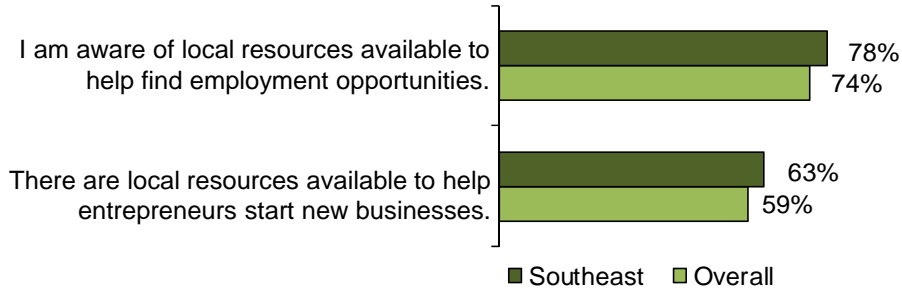 I am aware of local resources available to
help find employment opportunities.
78%
74%
There are local resources available to help
entrepreneurs start new businesses.
63%
59%
Southeast
Overall